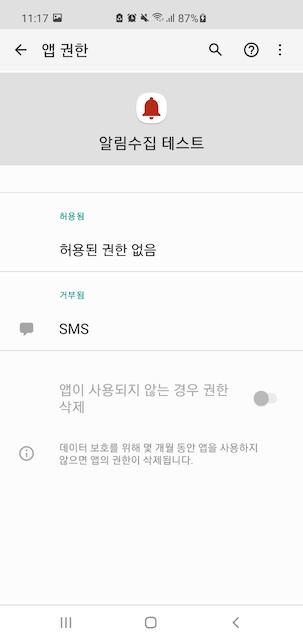 11:17 87%
앱 권한
알림수집 테스트
허용됨
허용된 권한 없음
거부됨
SMS
앱이 사용되지 않는 경우 권한
삭제
데이터 보호를 위해 몇 개월 동안 앱을 사용하지
않으면 앱의 권한이 삭제됩니다.